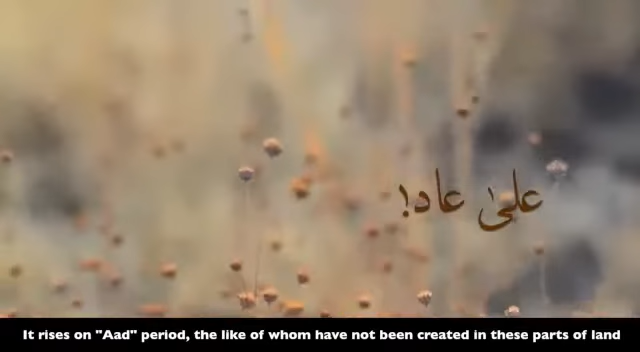 علىٰ عاد!
It rises on "Aad" period, the like of whom have not been created in these parts of land